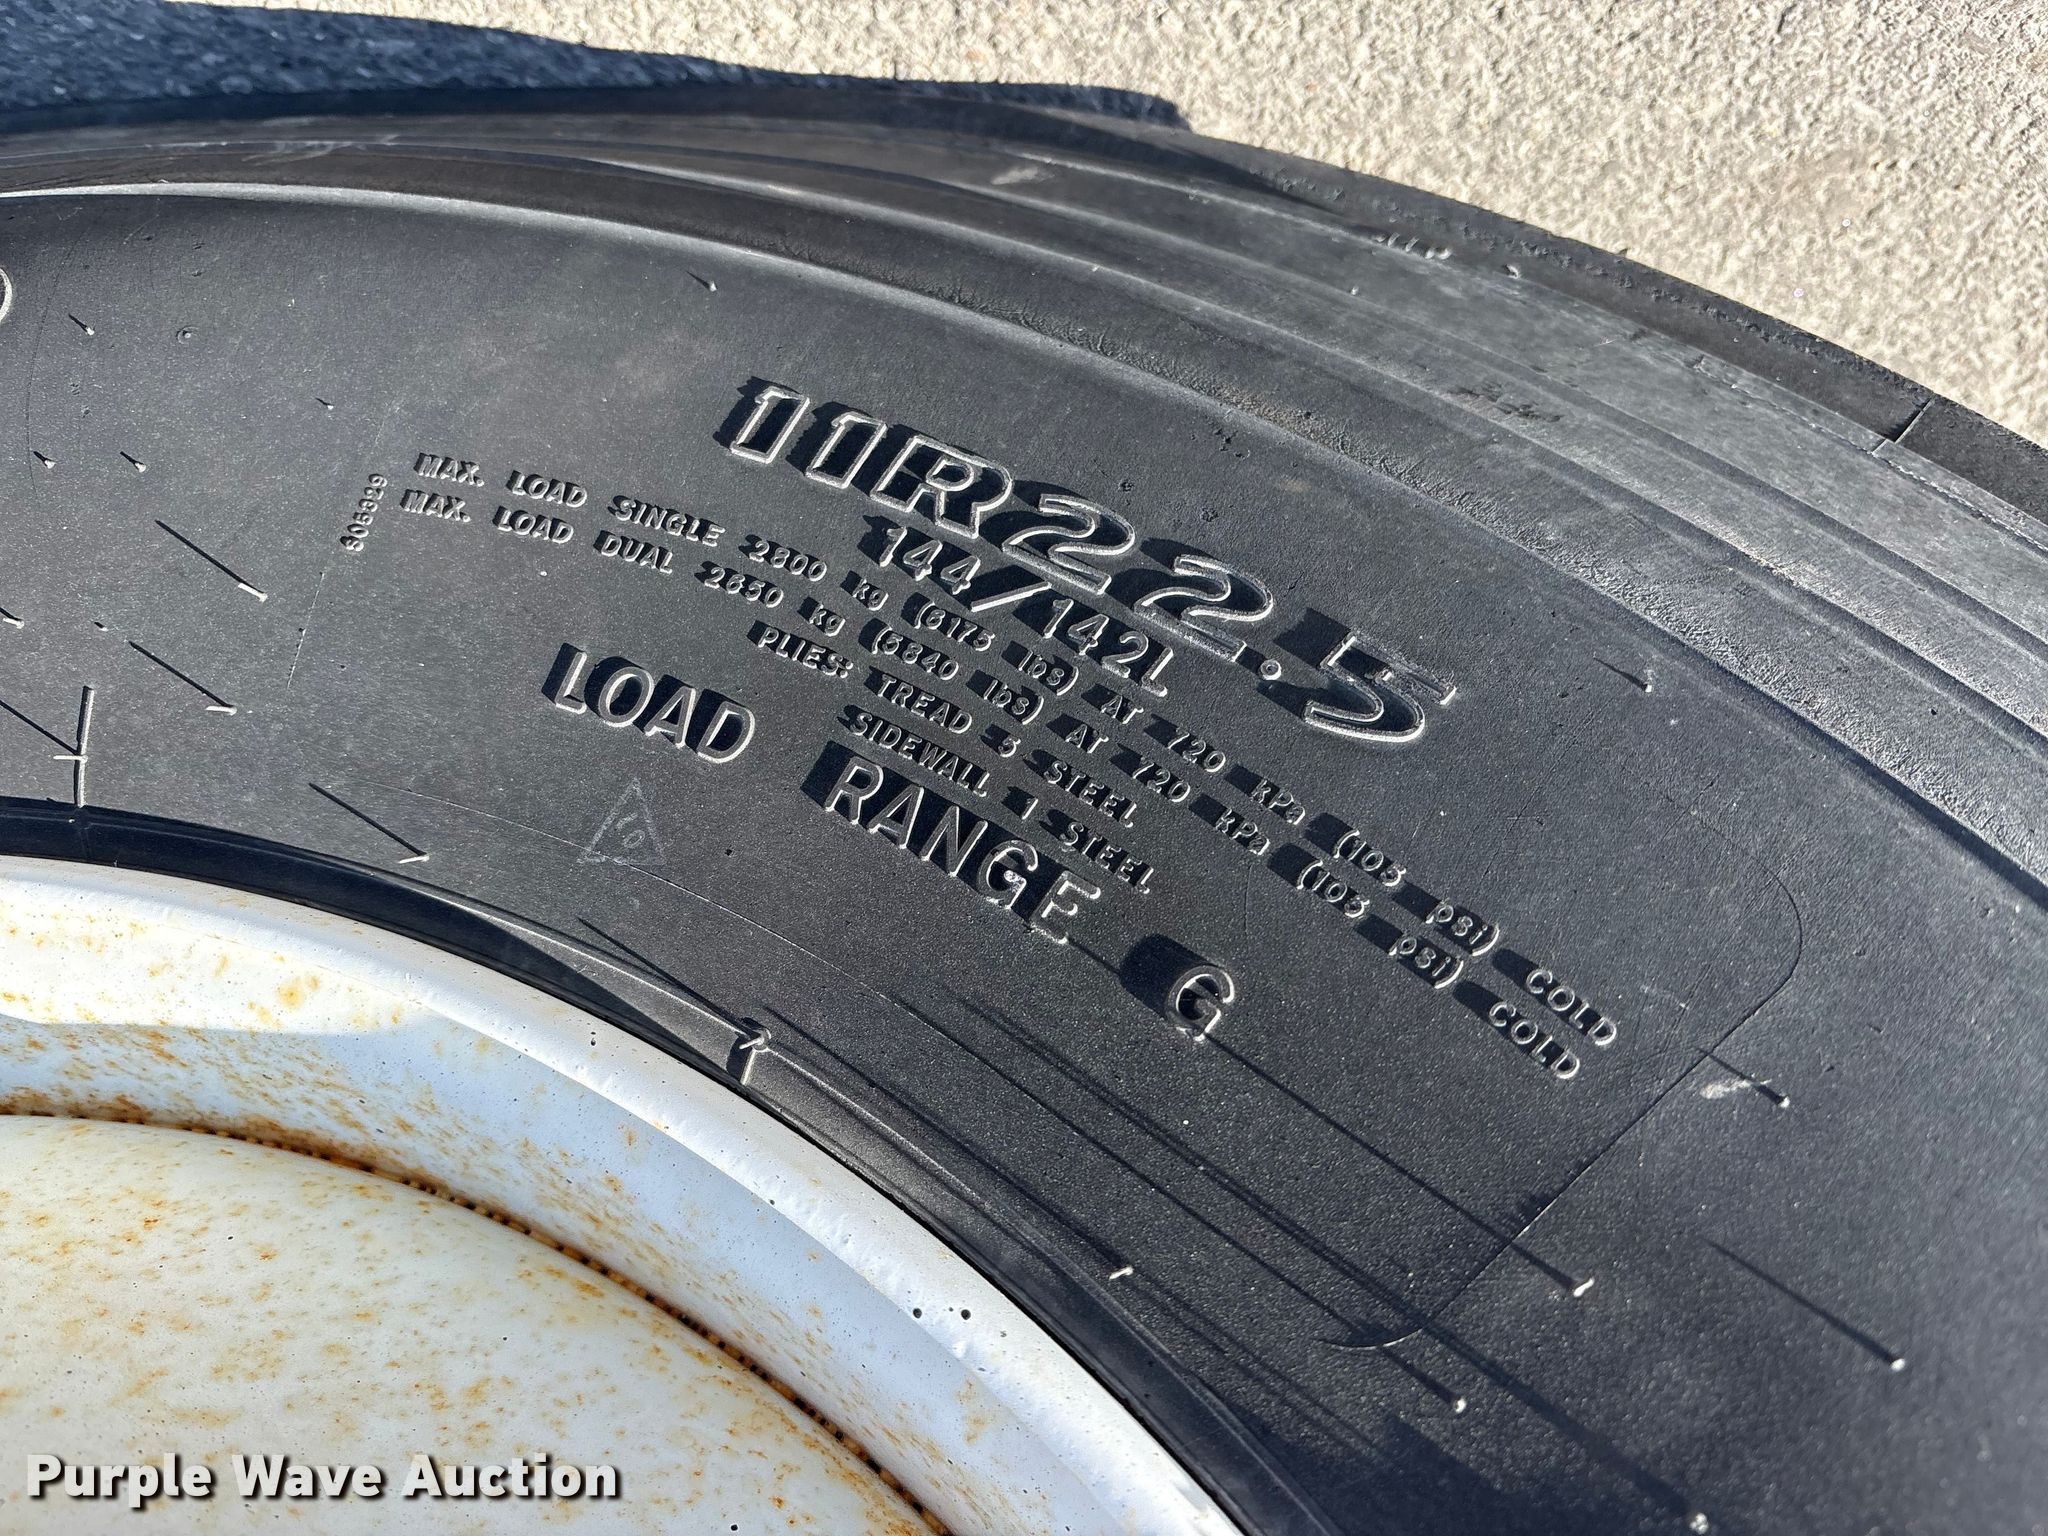 11R22.5
144/142L
MAX. LOAD SINGLE 2800 kg (6175 lbs) AT 720 kPa (105 psi) COLD
MAX. LOAD DUAL 2650 kg (5840 lbs) AT 720 kPa (105 psi) COLD
PLIES: TREAD 5 STEEL
SIDEWALL 1 STEEL
LOAD RANGE G
S05329
10
Purple Wave Auction